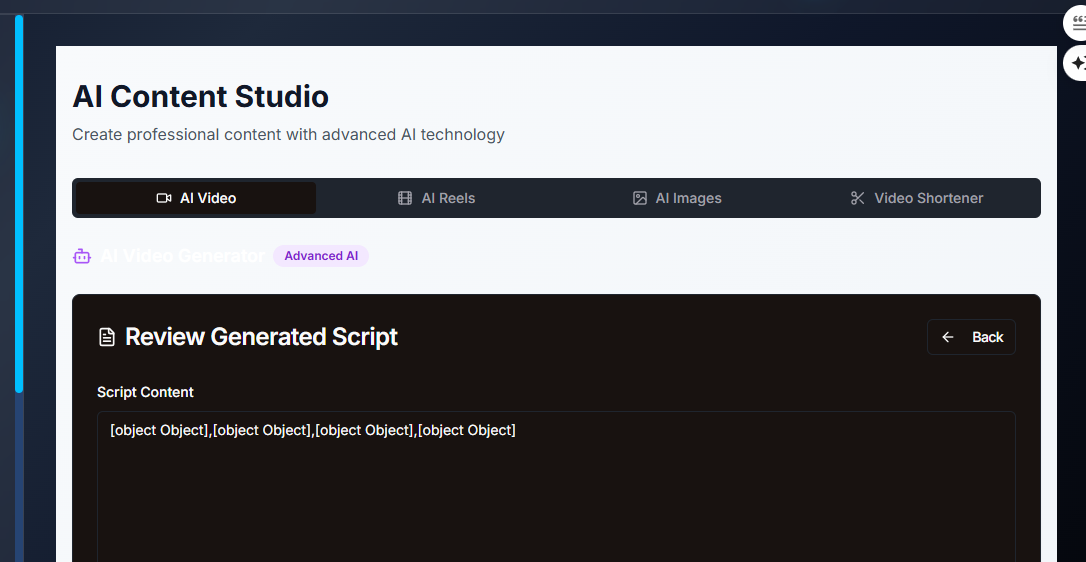 AI Content Studio
Create professional content with advanced AI technology
AI Video
AI Reels
AI Images
Video Shortener
AI Video Generator
Advanced AI
Review Generated Script
Back
Script Content
[object Object],[object Object],[object Object],[object Object]